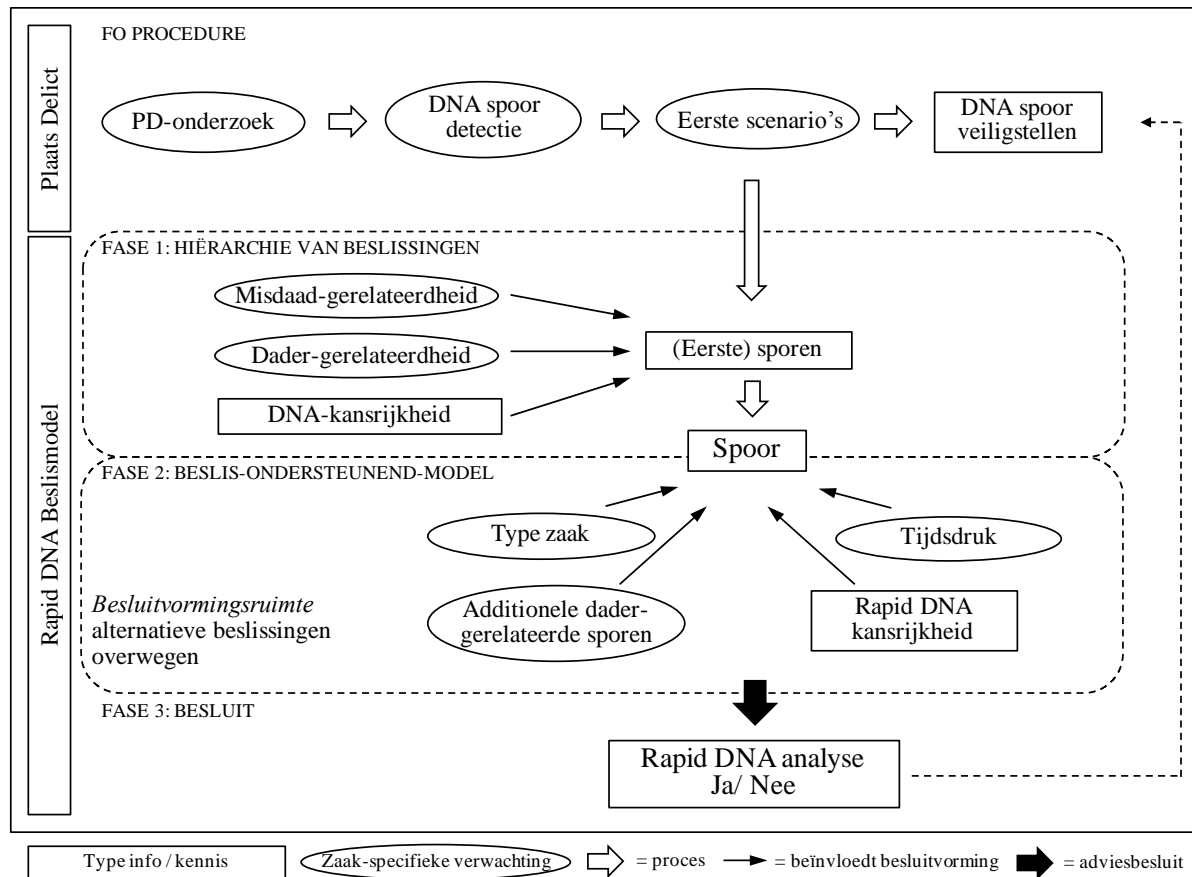 FO PROCEDURE
Plaats Delict
PD-onderzoek
DNA spoor
detectie
Eerste scenario's
DNA spoor
veiligstellen
Rapid DNA Beslismodel
FASE 1: HIËRARCHIE VAN BESLISSINGEN
Misdaad-gerelateerdheid
Dader-gerelateerdheid
DNA-kansrijkheid
(Eerste) sporen
Spoor
FASE 2: BESLIS-ONDERSTEUNEND-MODEL
Type zaak
Tijdsdruk
Additionele dader-
gerelateerde sporen
Rapid DNA
kansrijkheid
Besluitvormingsruimte
alternatieve beslissingen
overwegen
FASE 3: BESLUIT
Rapid DNA analyse
Ja/ Nee
Type info / kennis
Zaak-specifieke verwachting
= proces
= beïnvloedt besluitvorming
= adviesbesluit